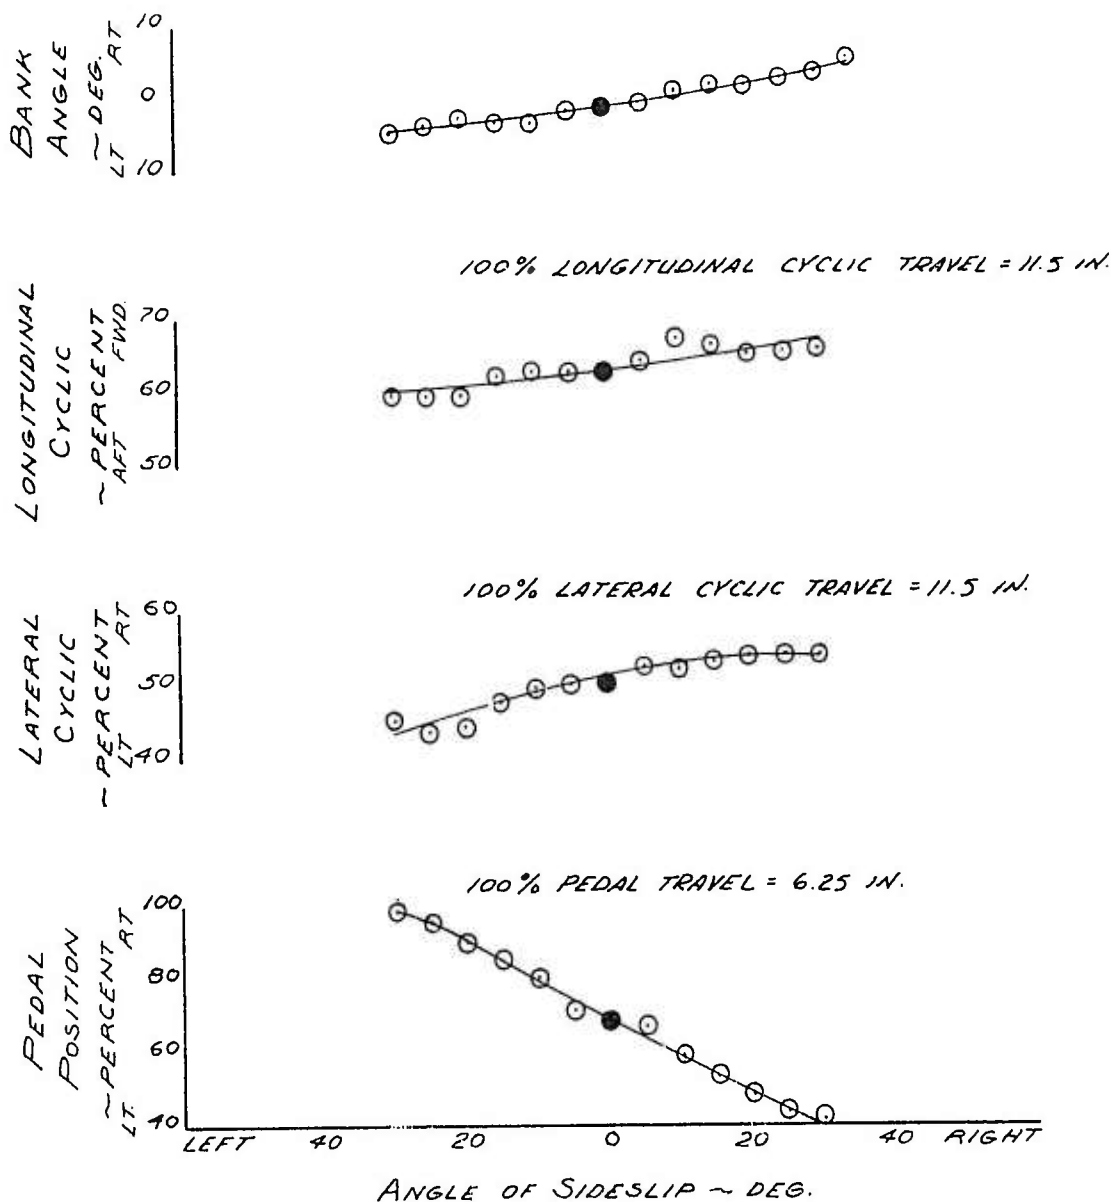 BANK
ANGLE
~DEG.
LT RT
10
0
10
100% LONGITUDINAL CYCLIC TRAVEL = 11.5 IN.
LONGITUDINAL
CYCLIC
~PERCENT
AFT FWD.
70
60
50
100% LATERAL CYCLIC TRAVEL = 11.5 IN.
LATERAL
CYCLIC
~PERCENT
LT RT
60
50
40
100% PEDAL TRAVEL = 6.25 IN.
PEDAL
POSITION
~PERCENT
LT. RT
100
80
60
40
LEFT 40 20 0 20 40 RIGHT
ANGLE OF SIDESLIP ~ DEG.